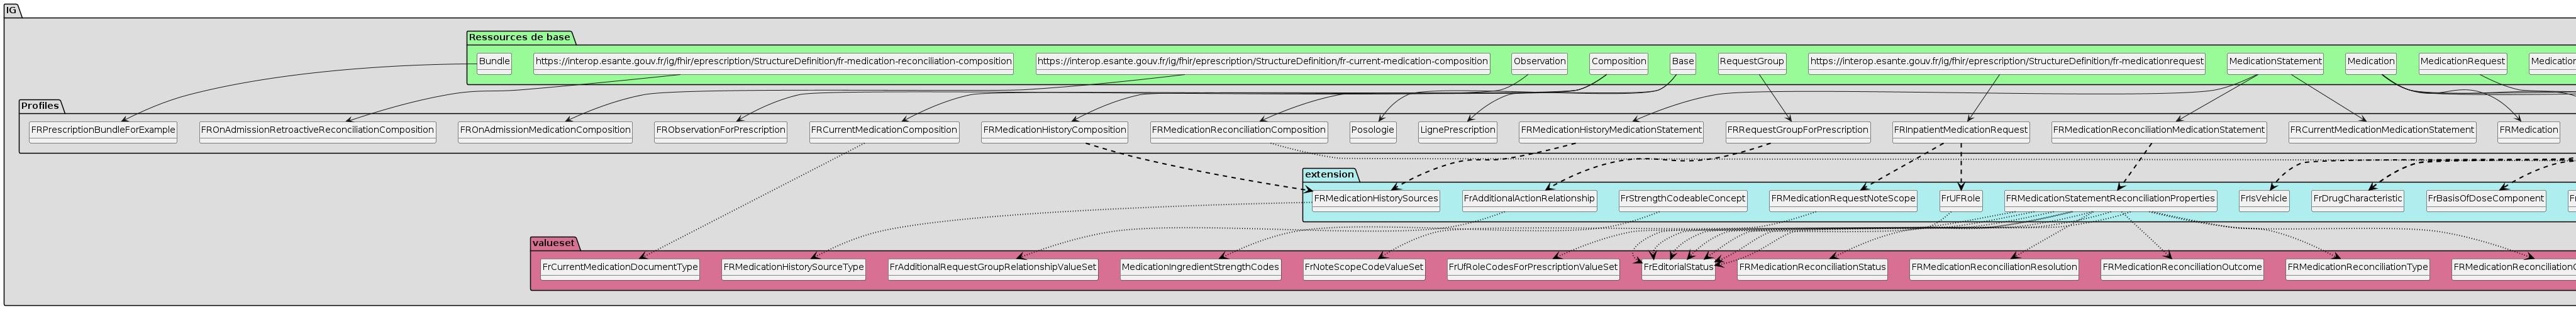 IG
Ressources de base
Bundle
https://interop.esante.gouv.fr/ig/fhir/eprescription/StructureDefinition/fr-medication-reconciliation-composition
https://interop.esante.gouv.fr/ig/fhir/eprescription/StructureDefinition/fr-current-medication-composition
Observation
Composition
Base
RequestGroup
https://interop.esante.gouv.fr/ig/fhir/eprescription/StructureDefinition/fr-medicationrequest
MedicationStatement
Medication
MedicationRequest
Profiles
FRPrescriptionBundleForExample
FROnAdmissionRetroactiveReconciliationComposition
FROnAdmissionMedicationComposition
FRObservationForPrescription
FRCurrentMedicationComposition
FRMedicationHistoryComposition
FRMedicationReconciliationComposition
Posologie
LignePrescription
FRMedicationHistoryMedicationStatement
FRRequestGroupForPrescription
FRInpatientMedicationRequest
FRMedicationReconciliationMedicationStatement
FRCurrentMedicationMedicationStatement
FRMedication
extension
FRMedicationHistorySources
FrAdditionalActionRelationship
FrStrengthCodeableConcept
FRMedicationRequestNoteScope
FrUFRole
FRMedicationStatementReconciliationProperties
FrIsVehicle
FrDrugCharacteristic
FrBasisOfDoseComponent
valueset
FrCurrentMedicationDocumentType
FRMedicationHistorySourceType
FrAdditionalRequestGroupRelationshipValueSet
MedicationIngredientStrengthCodes
FrNoteScopeCodeValueSet
FrUfRoleCodesForPrescriptionValueSet
FrEditorialStatus
FRMedicationReconciliationStatus
FRMedicationReconciliationResolution
FRMedicationReconciliationOutcome
FRMedicationReconciliationType